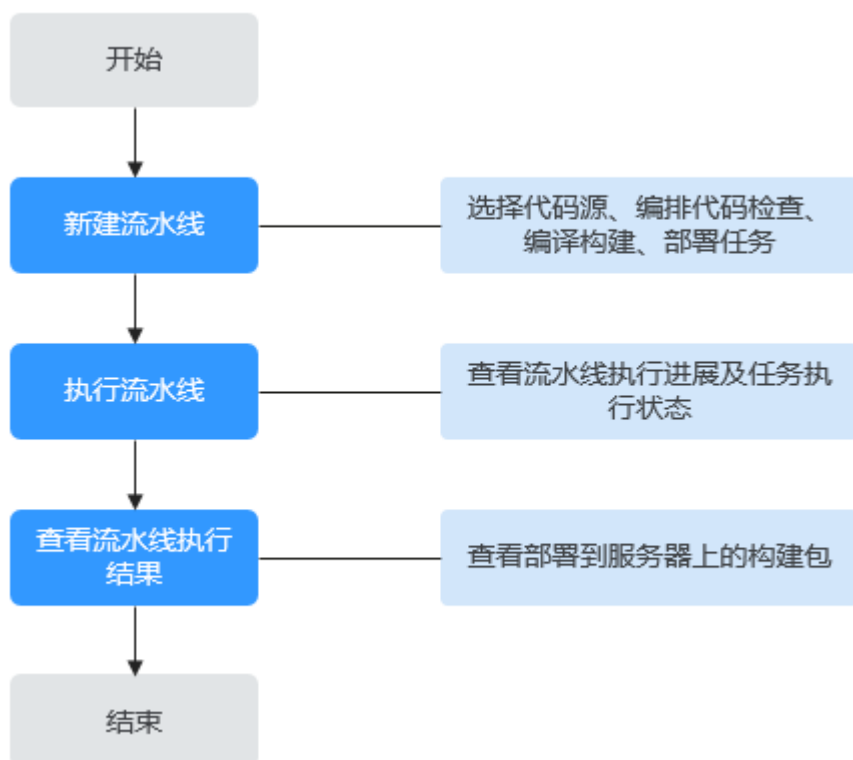 开始
新建流水线
选择代码源、编排代码检查、
编译构建、部署任务
执行流水线
查看流水线执行进展及任务执
行状态
查看流水线执行
结果
查看部署到服务器上的构建包
结束